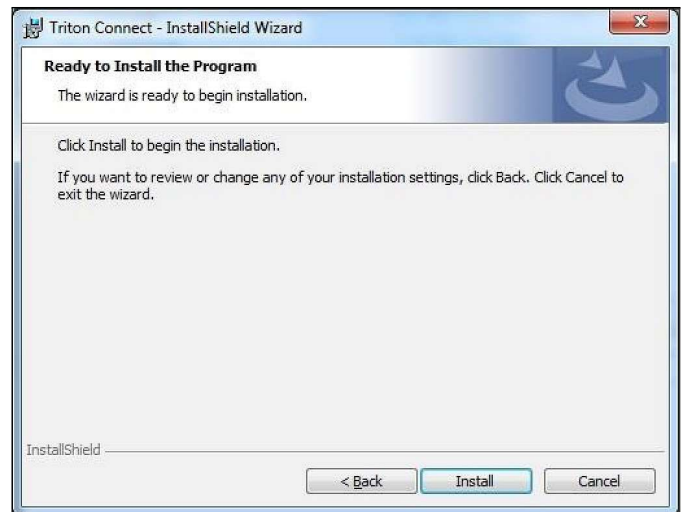 Triton Connect - InstallShield Wizard
Ready to Install the Program
The wizard is ready to begin installation.
Click Install to begin the installation.
If you want to review or change any of your installation settings, click Back. Click Cancel to
exit the wizard.
InstallShield
< Back Install Cancel